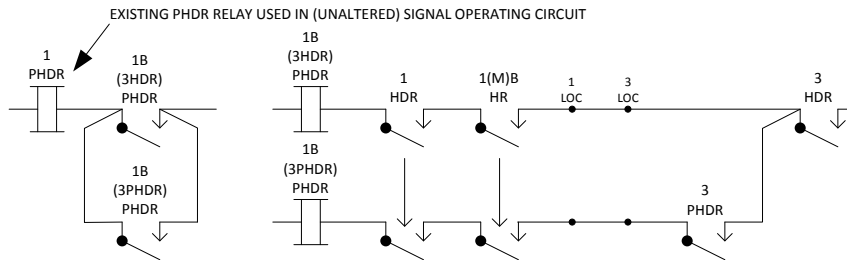 EXISTING PHDR RELAY USED IN (UNALTERED) SIGNAL OPERATING CIRCUIT
1
PHDR
1B
(3HDR)
PHDR
1B
(3PHDR)
PHDR
1B
(3HDR)
PHDR
1
HDR
1(M)B
HR
1
LOC
3
LOC
3
HDR
1B
(3PHDR)
PHDR
3
PHDR